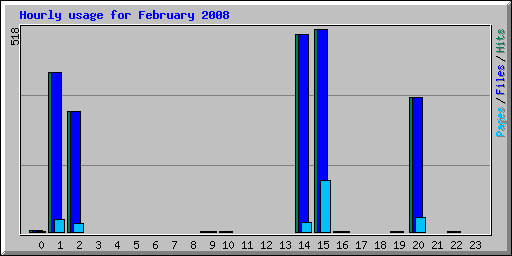 Hourly usage for February 2008
518
Pages/Files/Hits
0 1 2 3 4 5 6 7 8 9 10 11 12 13 14 15 16 17 18 19 20 21 22 23